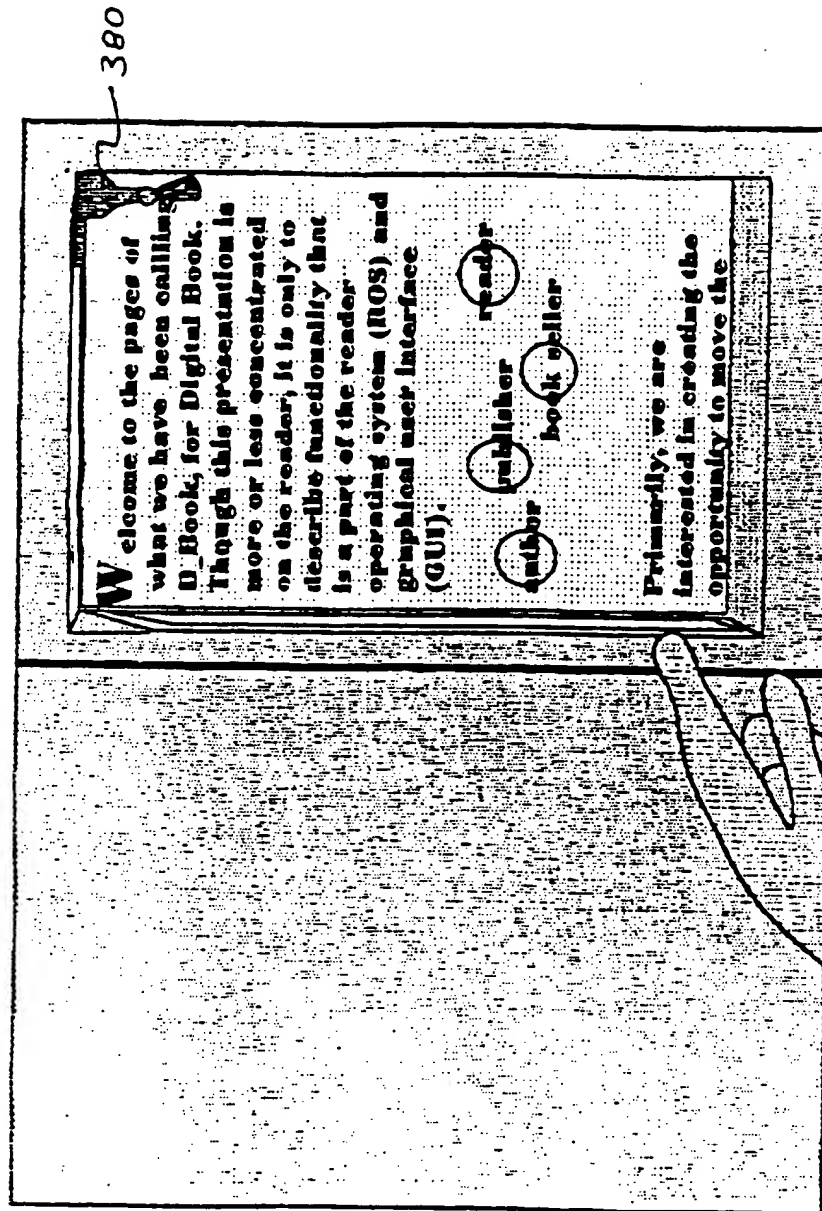 380
Welcome to the pages of
what we have been calling
D_Book, for Digital Book.
Though this presentation is
more or less concentrated
on the reader, it is only to
describe functionality that
is a part of the reader
operating system (ROS) and
graphical user interface
(GUI).
author publisher book seller reader
Primarily, we are
interested in creating the
opportunity to move the